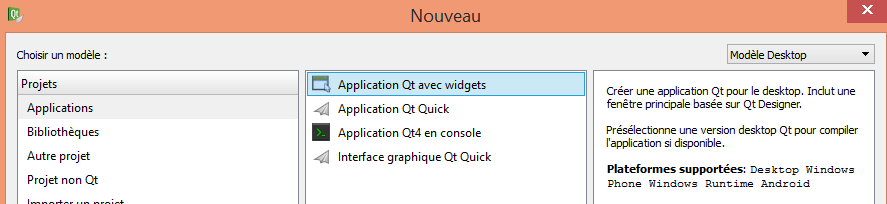 Nouveau
Choisir un modèle :
Modèle Desktop
Projets
Applications
Bibliothèques
Autre projet
Projet non Qt
Importer un projet
Application Qt avec widgets
Application Qt Quick
Application Qt4 en console
Interface graphique Qt Quick
Créer une application Qt pour le desktop. Inclut une
fenêtre principale basée sur Qt Designer.
Présélectionne une version desktop Qt pour compiler
l'application si disponible.
Plateformes supportées: Desktop Windows
Phone Windows Runtime Android